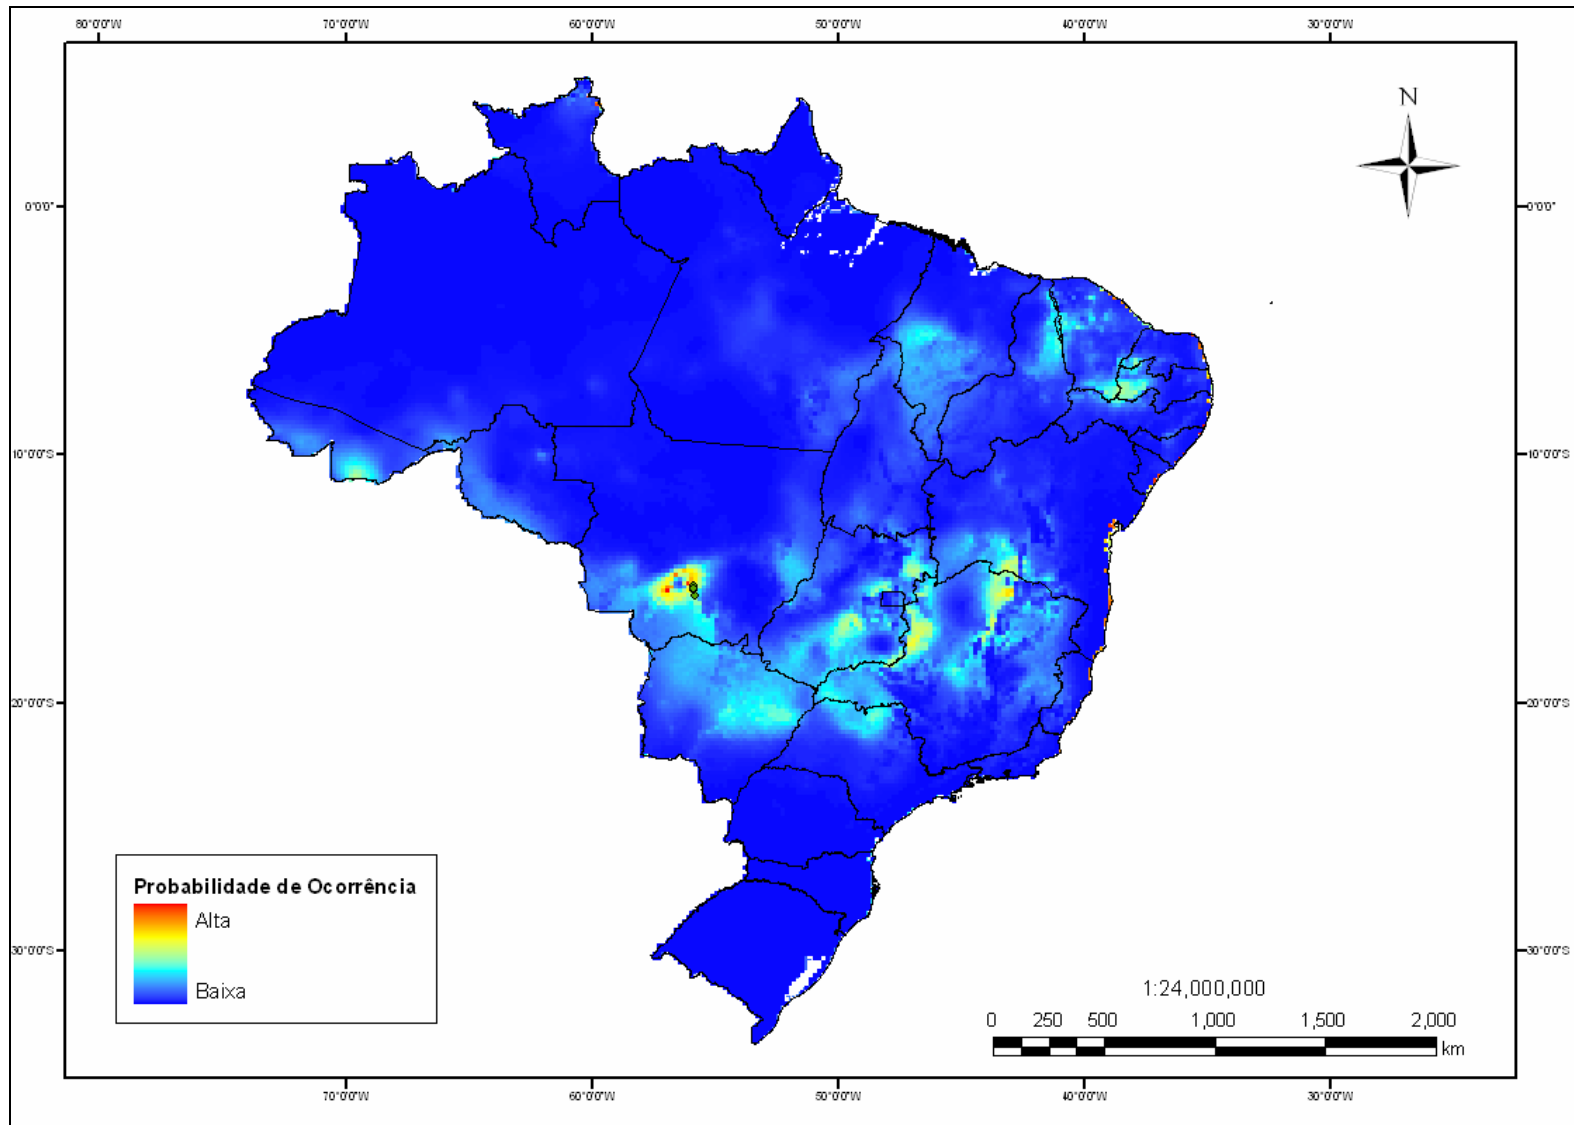 80°0'0"W 70°0'0"W 60°0'0"W 50°0'0"W 40°0'0"W 30°0'0"W
N
0°0'0" 0°0'0"
10°0'0"S 10°0'0"S
20°0'0"S 20°0'0"S
30°0'0"S 30°0'0"S
Probabilidade de Ocorrência
Alta
Baixa
1:24,000,000
0 250 500 1,000 1,500 2,000
km
70°0'0"W 60°0'0"W 50°0'0"W 40°0'0"W 30°0'0"W